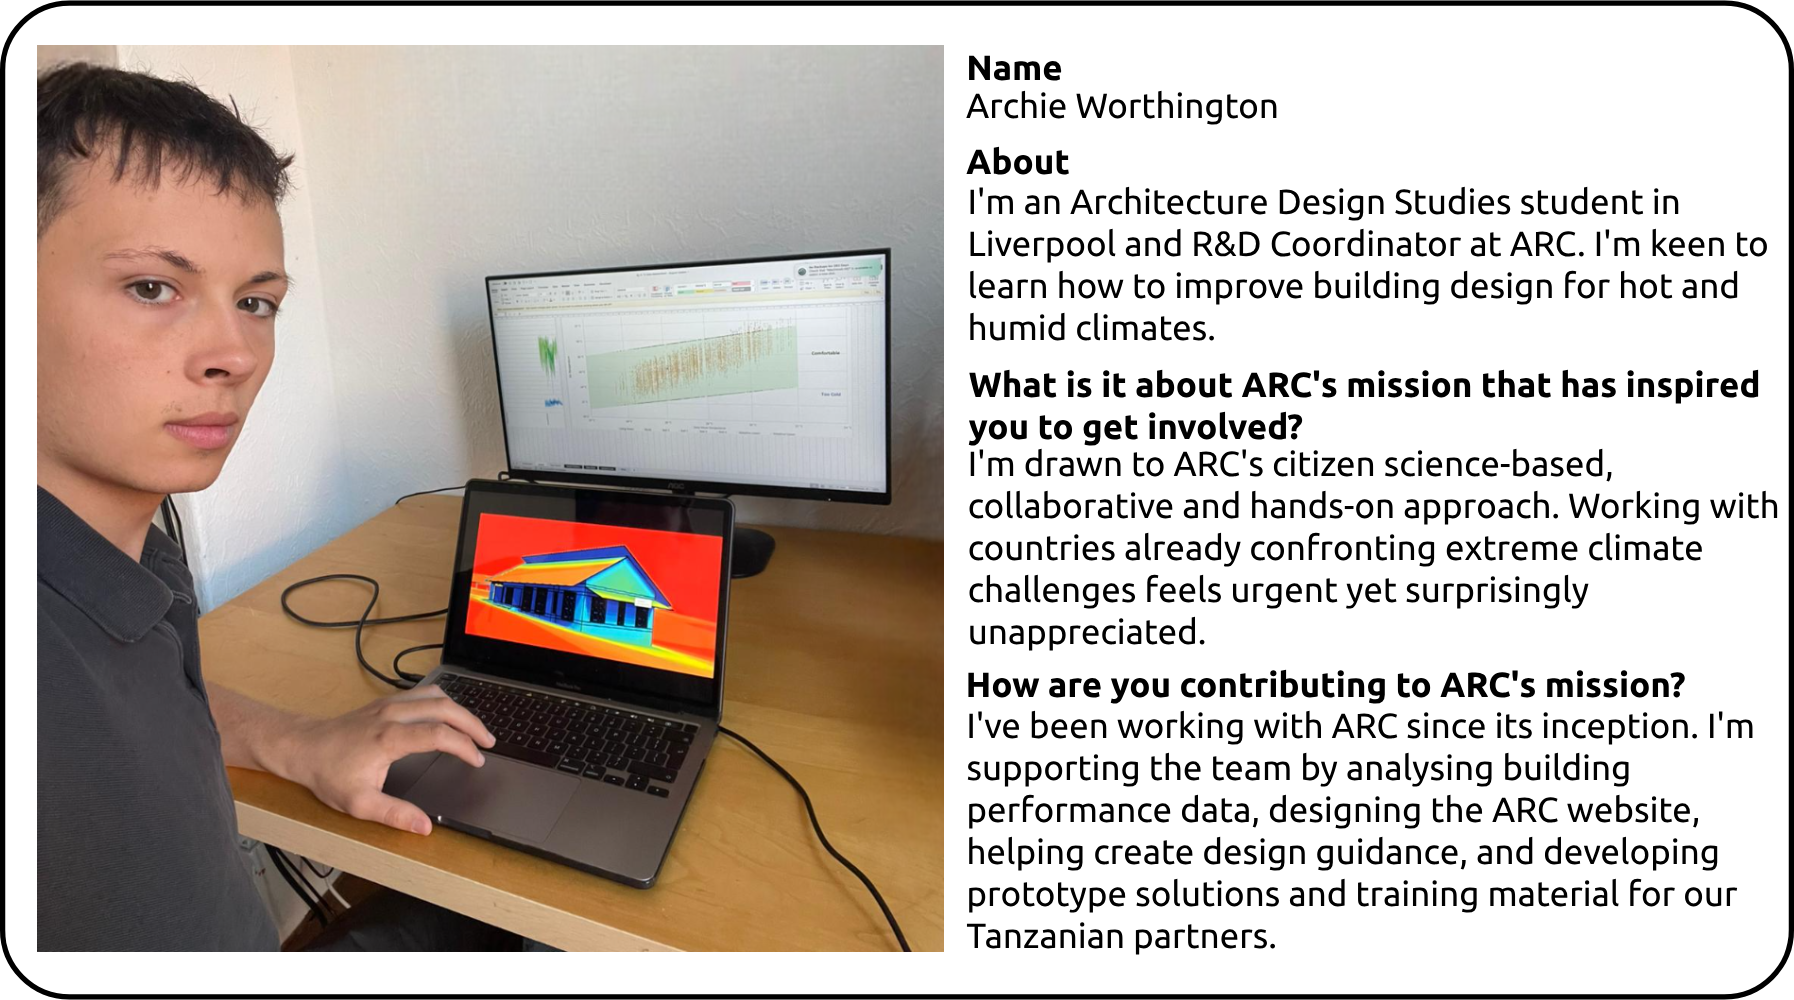 Name
Archie Worthington
About
I'm an Architecture Design Studies student in
Liverpool and R&D Coordinator at ARC. I'm keen to
learn how to improve building design for hot and
humid climates.
What is it about ARC's mission that has inspired
you to get involved?
I'm drawn to ARC's citizen science-based,
collaborative and hands-on approach. Working with
countries already confronting extreme climate
challenges feels urgent yet surprisingly
unappreciated.
How are you contributing to ARC's mission?
I've been working with ARC since its inception. I'm
supporting the team by analysing building
performance data, designing the ARC website,
helping create design guidance, and developing
prototype solutions and training material for our
Tanzanian partners.
Comfortable
Too Cold
AOC